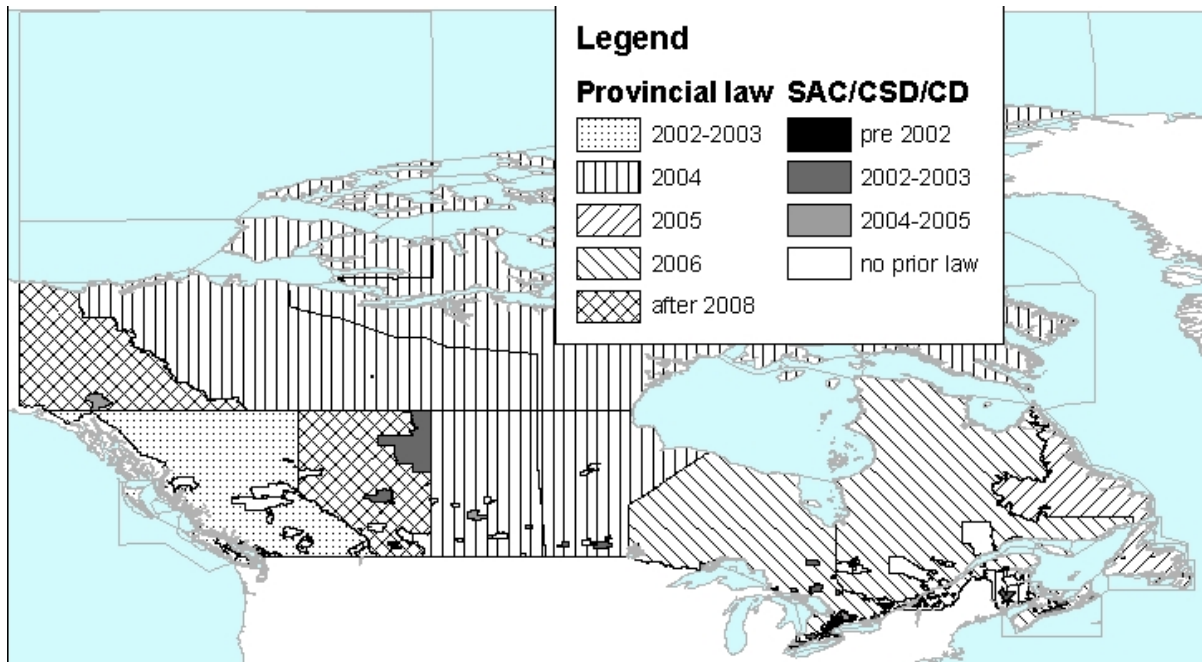 Legend
Provincial law SAC/CSD/CD
2002-2003 pre 2002
2004 2002-2003
2005 2004-2005
2006 no prior law
after 2008